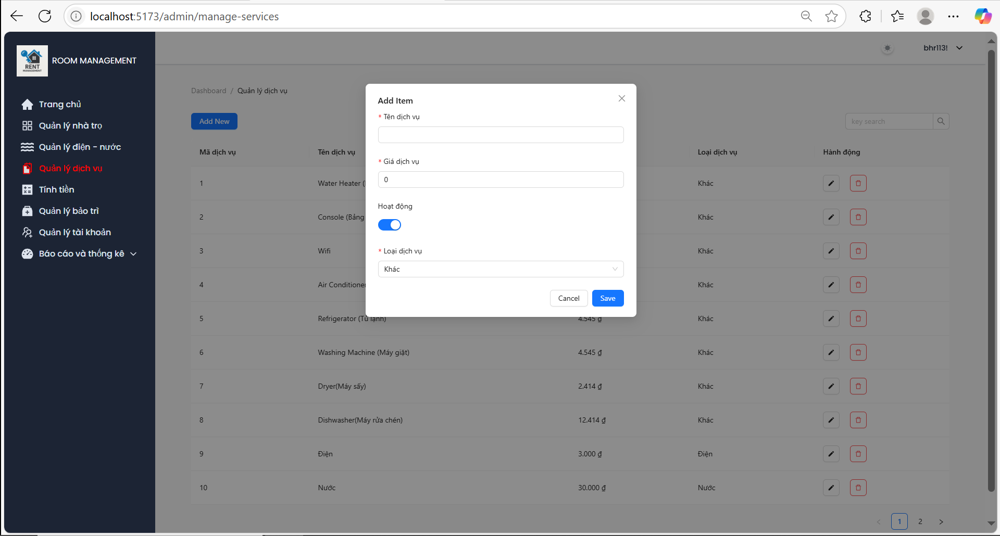 localhost:5173/admin/manage-services
RENT
MANAGEMENT
ROOM MANAGEMENT
bhr113!
Trang chủ
Quản lý nhà trọ
Quản lý điện - nước
Quản lý dịch vụ
Tính tiền
Quản lý bảo trì
Quản lý tài khoản
Báo cáo và thống kê
Dashboard / Quản lý dịch vụ
Add New
key search
Add Item
* Tên dịch vụ
* Giá dịch vụ
0
Hoạt động
* Loại dịch vụ
Khác
Cancel Save
Mã dịch vụ Tên dịch vụ Loại dịch vụ Hành động
1 Water Heater ( Khác
2 Console (Bảng Khác
3 Wifi Khác
4 Air Conditioner Khác
5 Refrigerator (Tủ lạnh) 4.545 ₫ Khác
6 Washing Machine (Máy giặt) 4.545 ₫ Khác
7 Dryer(Máy sấy) 2.414 ₫ Khác
8 Dishwasher(Máy rửa chén) 12.414 ₫ Khác
9 Điện 3.000 ₫ Điện
10 Nước 30.000 ₫ Nước
< 1 2 >